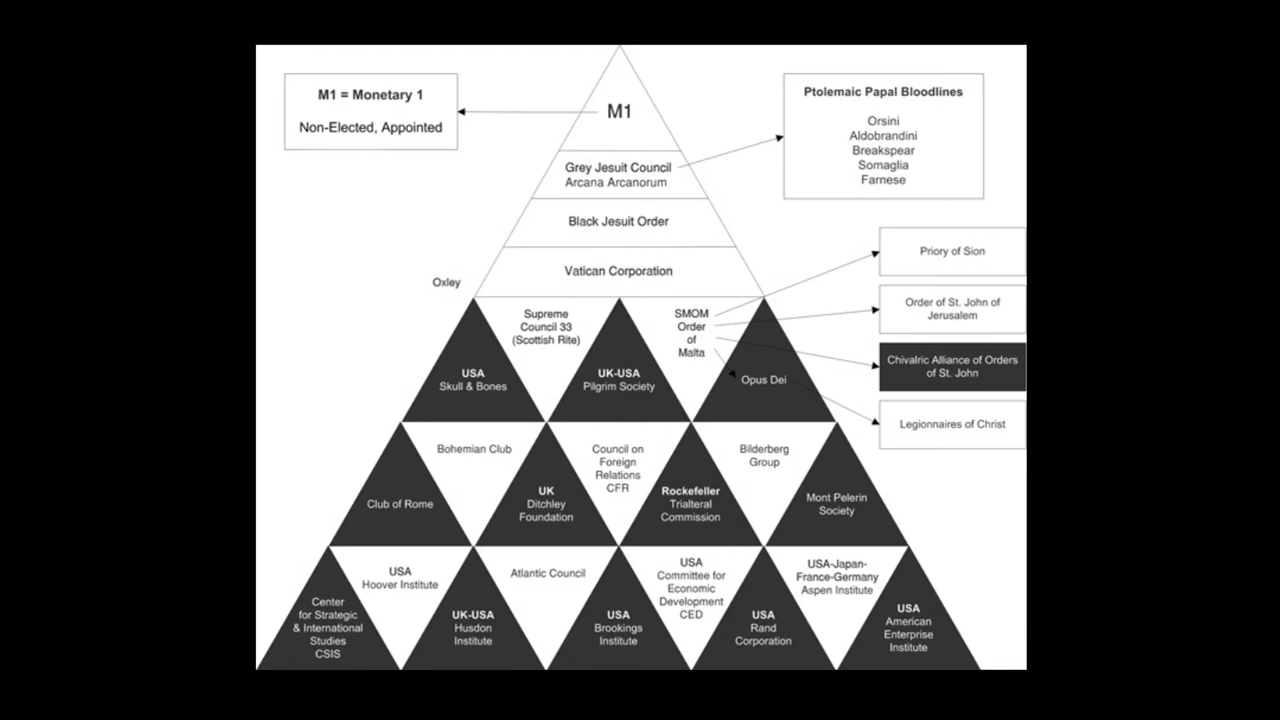 M1 = Monetary 1
Non-Elected, Appointed
M1
Ptolemaic Papal Bloodlines
Orsini
Aldobrandini
Breakspear
Somaglia
Farnese
Grey Jesuit Council
Arcana Arcanorum
Black Jesuit Order
Vatican Corporation
Oxley
Priory of Sion
Order of St. John of
Jerusalem
Chivalric Alliance of Orders
of St. John
Legionnaires of Christ
USA
Skull & Bones
Supreme
Council 33
(Scottish Rite)
UK-USA
Pilgrim Society
SMOM
Order
of
Malta
Opus Dei
Club of Rome
Bohemian Club
UK
Ditchley
Foundation
Council on
Foreign
Relations
CFR
Rockefeller
Trialteral
Commission
Bilderberg
Group
Mont Pelerin
Society
Center
for Strategic
& International
Studies
CSIS
USA
Hoover Institute
UK-USA
Husdon
Institute
Atlantic Council
USA
Brookings
Institute
USA
Committee for
Economic
Development
CED
USA
Rand
Corporation
USA-Japan-
France-Germany
Aspen Institute
USA
American
Enterprise
Institute